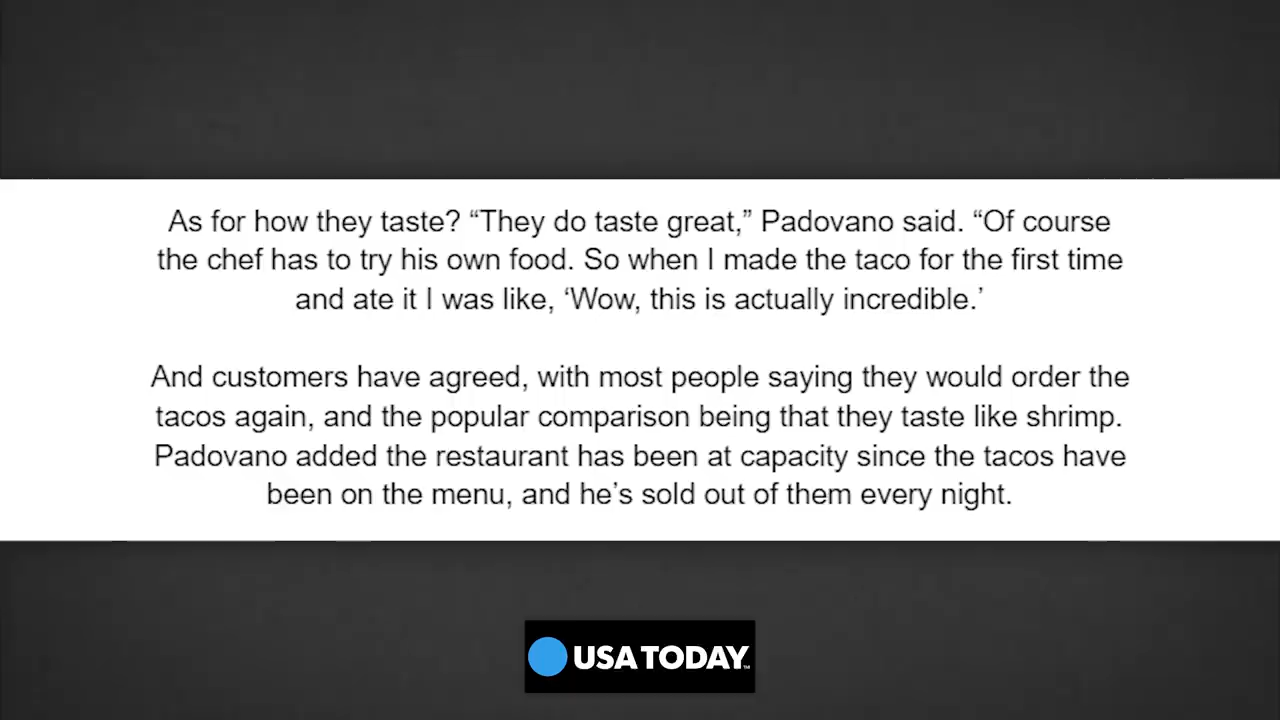 As for how they taste? “They do taste great,” Padovano said. “Of course
the chef has to try his own food. So when I made the taco for the first time
and ate it I was like, ‘Wow, this is actually incredible.’
And customers have agreed, with most people saying they would order the
tacos again, and the popular comparison being that they taste like shrimp.
Padovano added the restaurant has been at capacity since the tacos have
been on the menu, and he’s sold out of them every night.
USA TODAY™